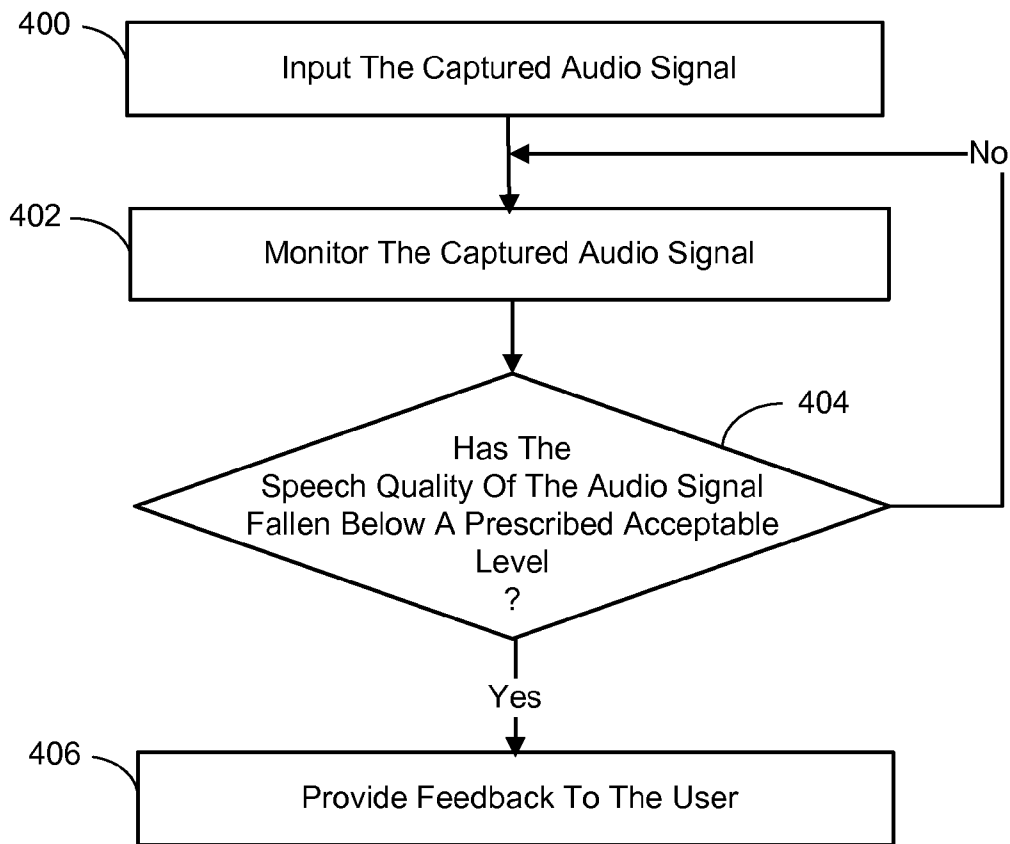 400
Input The Captured Audio Signal
No
402
Monitor The Captured Audio Signal
404
Has The
Speech Quality Of The Audio Signal
Fallen Below A Prescribed Acceptable
Level
?
Yes
406
Provide Feedback To The User